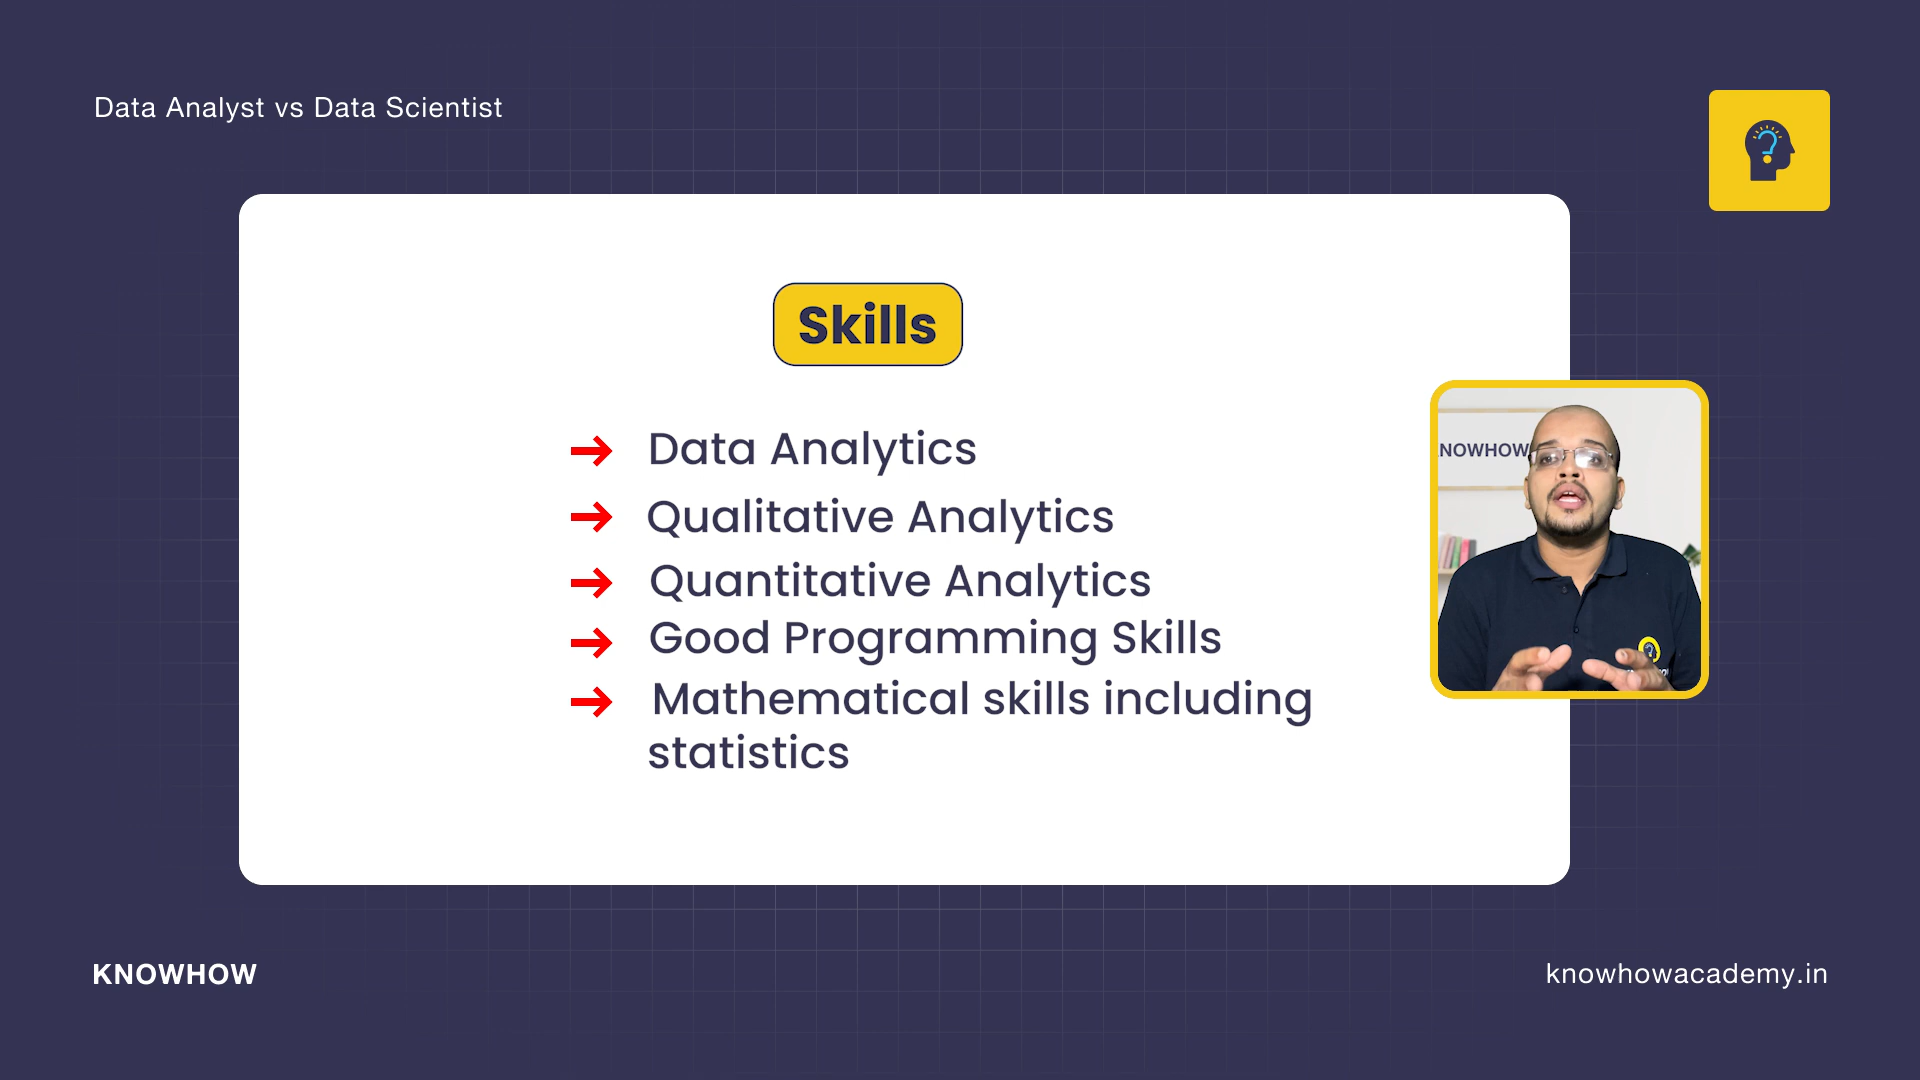 Data Analyst vs Data Scientist
Skills
Data Analytics
Qualitative Analytics
Quantitative Analytics
Good Programming Skills
Mathematical skills including
statistics
KNOWHOW
KNOWHOW
knowhowacademy.in